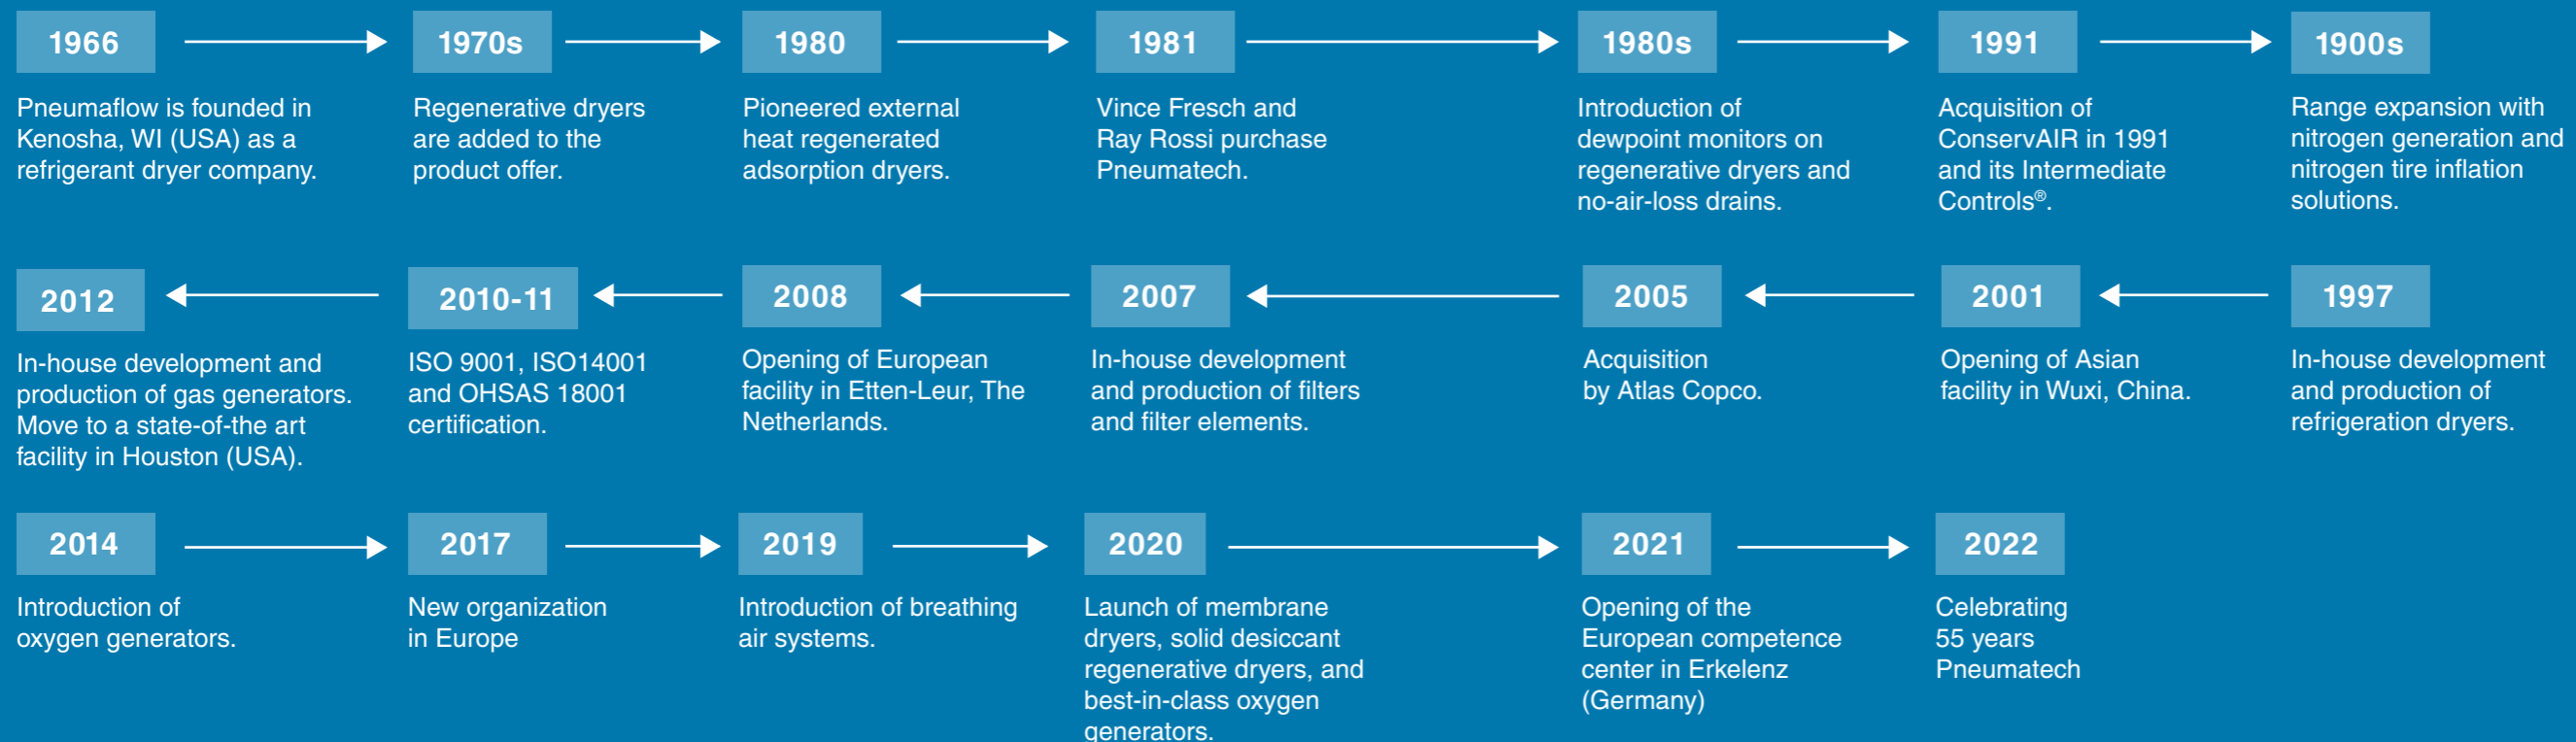 1966
Pneumaflow is founded in
Kenosha, WI (USA) as a
refrigerant dryer company.
1970s
Regenerative dryers
are added to the
product offer.
1980
Pioneered external
heat regenerated
adsorption dryers.
1981
Vince Fresch and
Ray Rossi purchase
Pneumatech.
1980s
Introduction of
dewpoint monitors on
regenerative dryers and
no-air-loss drains.
1991
Acquisition of
ConservAIR in 1991
and its Intermediate
Controls®.
1900s
Range expansion with
nitrogen generation and
nitrogen tire inflation
solutions.
1997
In-house development
and production of
refrigeration dryers.
2001
Opening of Asian
facility in Wuxi, China.
2005
Acquisition
by Atlas Copco.
2007
In-house development
and production of filters
and filter elements.
2008
Opening of European
facility in Etten-Leur, The
Netherlands.
2010-11
ISO 9001, ISO14001
and OHSAS 18001
certification.
2012
In-house development and
production of gas generators.
Move to a state-of-the art
facility in Houston (USA).
2014
Introduction of
oxygen generators.
2017
New organization
in Europe
2019
Introduction of breathing
air systems.
2020
Launch of membrane
dryers, solid desiccant
regenerative dryers, and
best-in-class oxygen
generators.
2021
Opening of the
European competence
center in Erkelenz
(Germany)
2022
Celebrating
55 years
Pneumatech